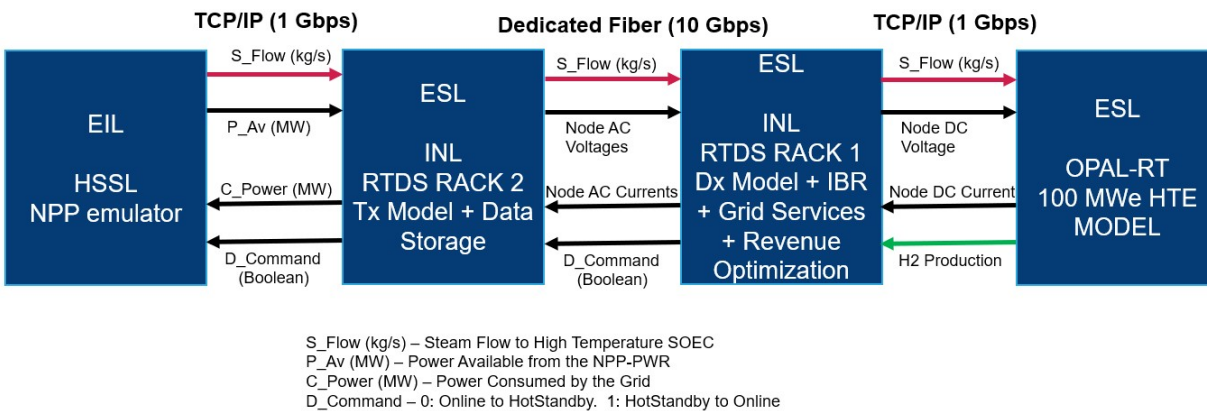 TCP/IP (1 Gbps)
Dedicated Fiber (10 Gbps)
TCP/IP (1 Gbps)
EIL
HSSL
NPP emulator
S_Flow (kg/s)
P_Av (MW)
C_Power (MW)
D_Command
(Boolean)
ESL
INL
RTDS RACK 2
Tx Model + Data
Storage
S_Flow (kg/s)
Node AC
Voltages
Node AC Currents
D_Command
(Boolean)
ESL
INL
RTDS RACK 1
Dx Model + IBR
+ Grid Services
+ Revenue
Optimization
S_Flow (kg/s)
Node DC
Voltage
Node DC Current
H2 Production
ESL
OPAL-RT
100 MWe HTE
MODEL
S_Flow (kg/s) – Steam Flow to High Temperature SOEC
P_Av (MW) – Power Available from the NPP-PWR
C_Power (MW) – Power Consumed by the Grid
D_Command – 0: Online to HotStandby. 1: HotStandby to Online